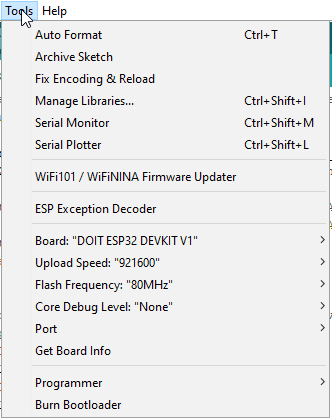 Tools Help
Auto Format Ctrl+T
Archive Sketch
Fix Encoding & Reload
Manage Libraries... Ctrl+Shift+I
Serial Monitor Ctrl+Shift+M
Serial Plotter Ctrl+Shift+L
WiFi101 / WiFiNINA Firmware Updater
ESP Exception Decoder
Board: "DOIT ESP32 DEVKIT V1"
Upload Speed: "921600"
Flash Frequency: "80MHz"
Core Debug Level: "None"
Port
Get Board Info
Programmer
Burn Bootloader